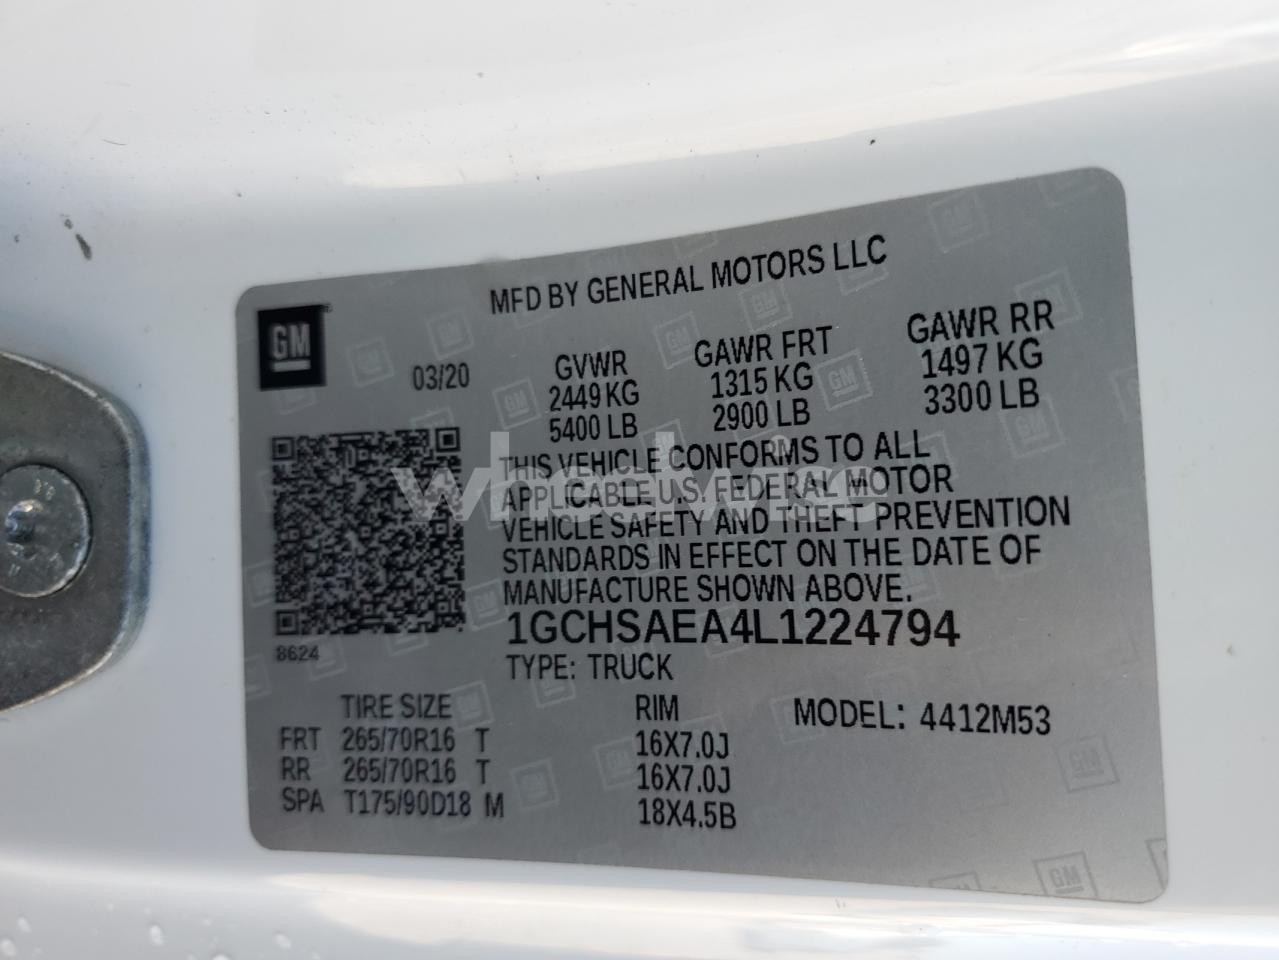 MFD BY GENERAL MOTORS LLC
GM
03/20
GVWR GAWR FRT GAWR RR
2449 KG 1315 KG 1497 KG
5400 LB 2900 LB 3300 LB
wheelwise
THIS VEHICLE CONFORMS TO ALL
APPLICABLE U.S. FEDERAL MOTOR
VEHICLE SAFETY AND THEFT PREVENTION
STANDARDS IN EFFECT ON THE DATE OF
MANUFACTURE SHOWN ABOVE.
1GCHSAEA4L1224794
8624
TYPE: TRUCK
TIRE SIZE RIM MODEL: 4412M53
FRT 265/70R16 T 16X7.0J
RR 265/70R16 T 16X7.0J
SPA T175/90D18 M 18X4.5B